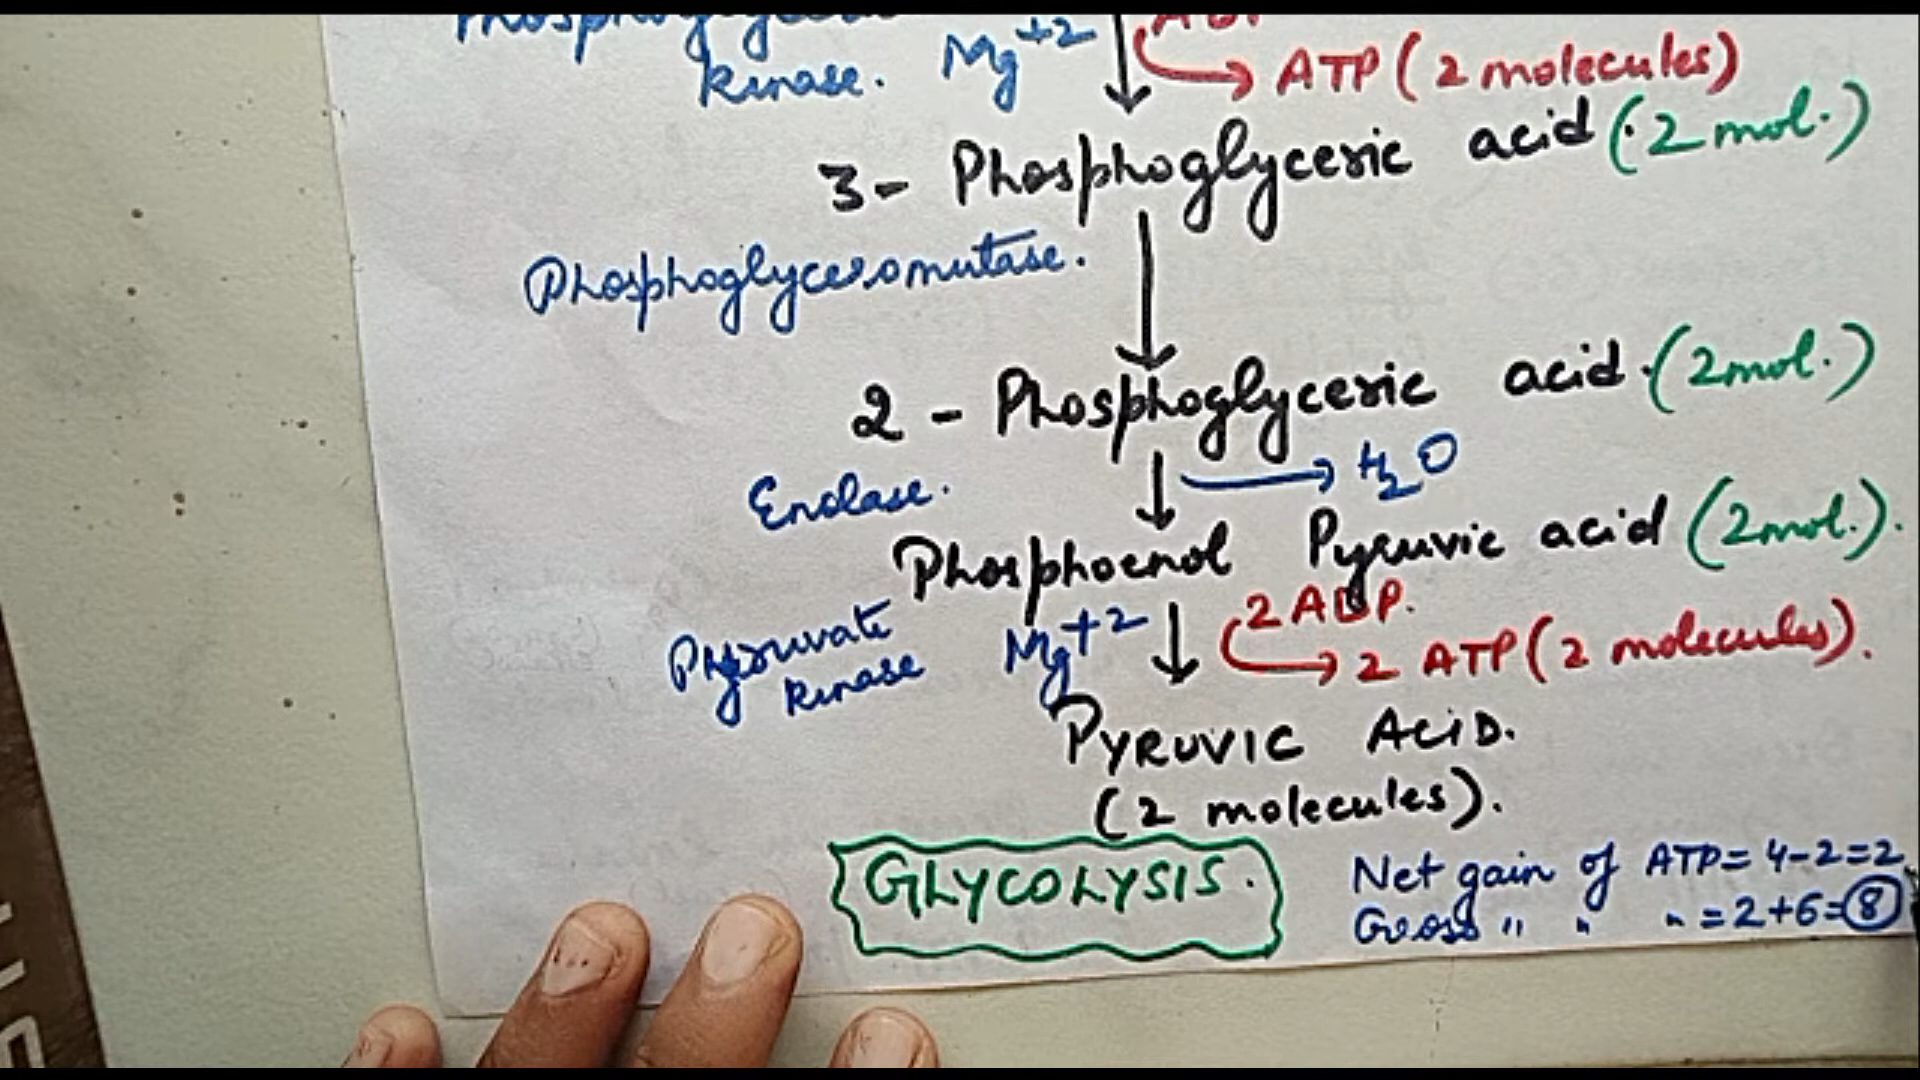 kinase. Mg+2
ATP (2 molecules)
3- Phosphoglyceric acid (2 mol.)
Phosphoglyceromutase.
2 - Phosphoglyceric acid. (2mol.)
Enolase. H2O
Phosphoenol Pyruvic acid (2mol.).
2 ADP.
Pyruvate kinase Mg+2 2 ATP (2 molecules).
PYRUVIC ACID.
(2 molecules).
GLYCOLYSIS.
Net gain of ATP = 4-2=2
Gross " " " = 2+6=8